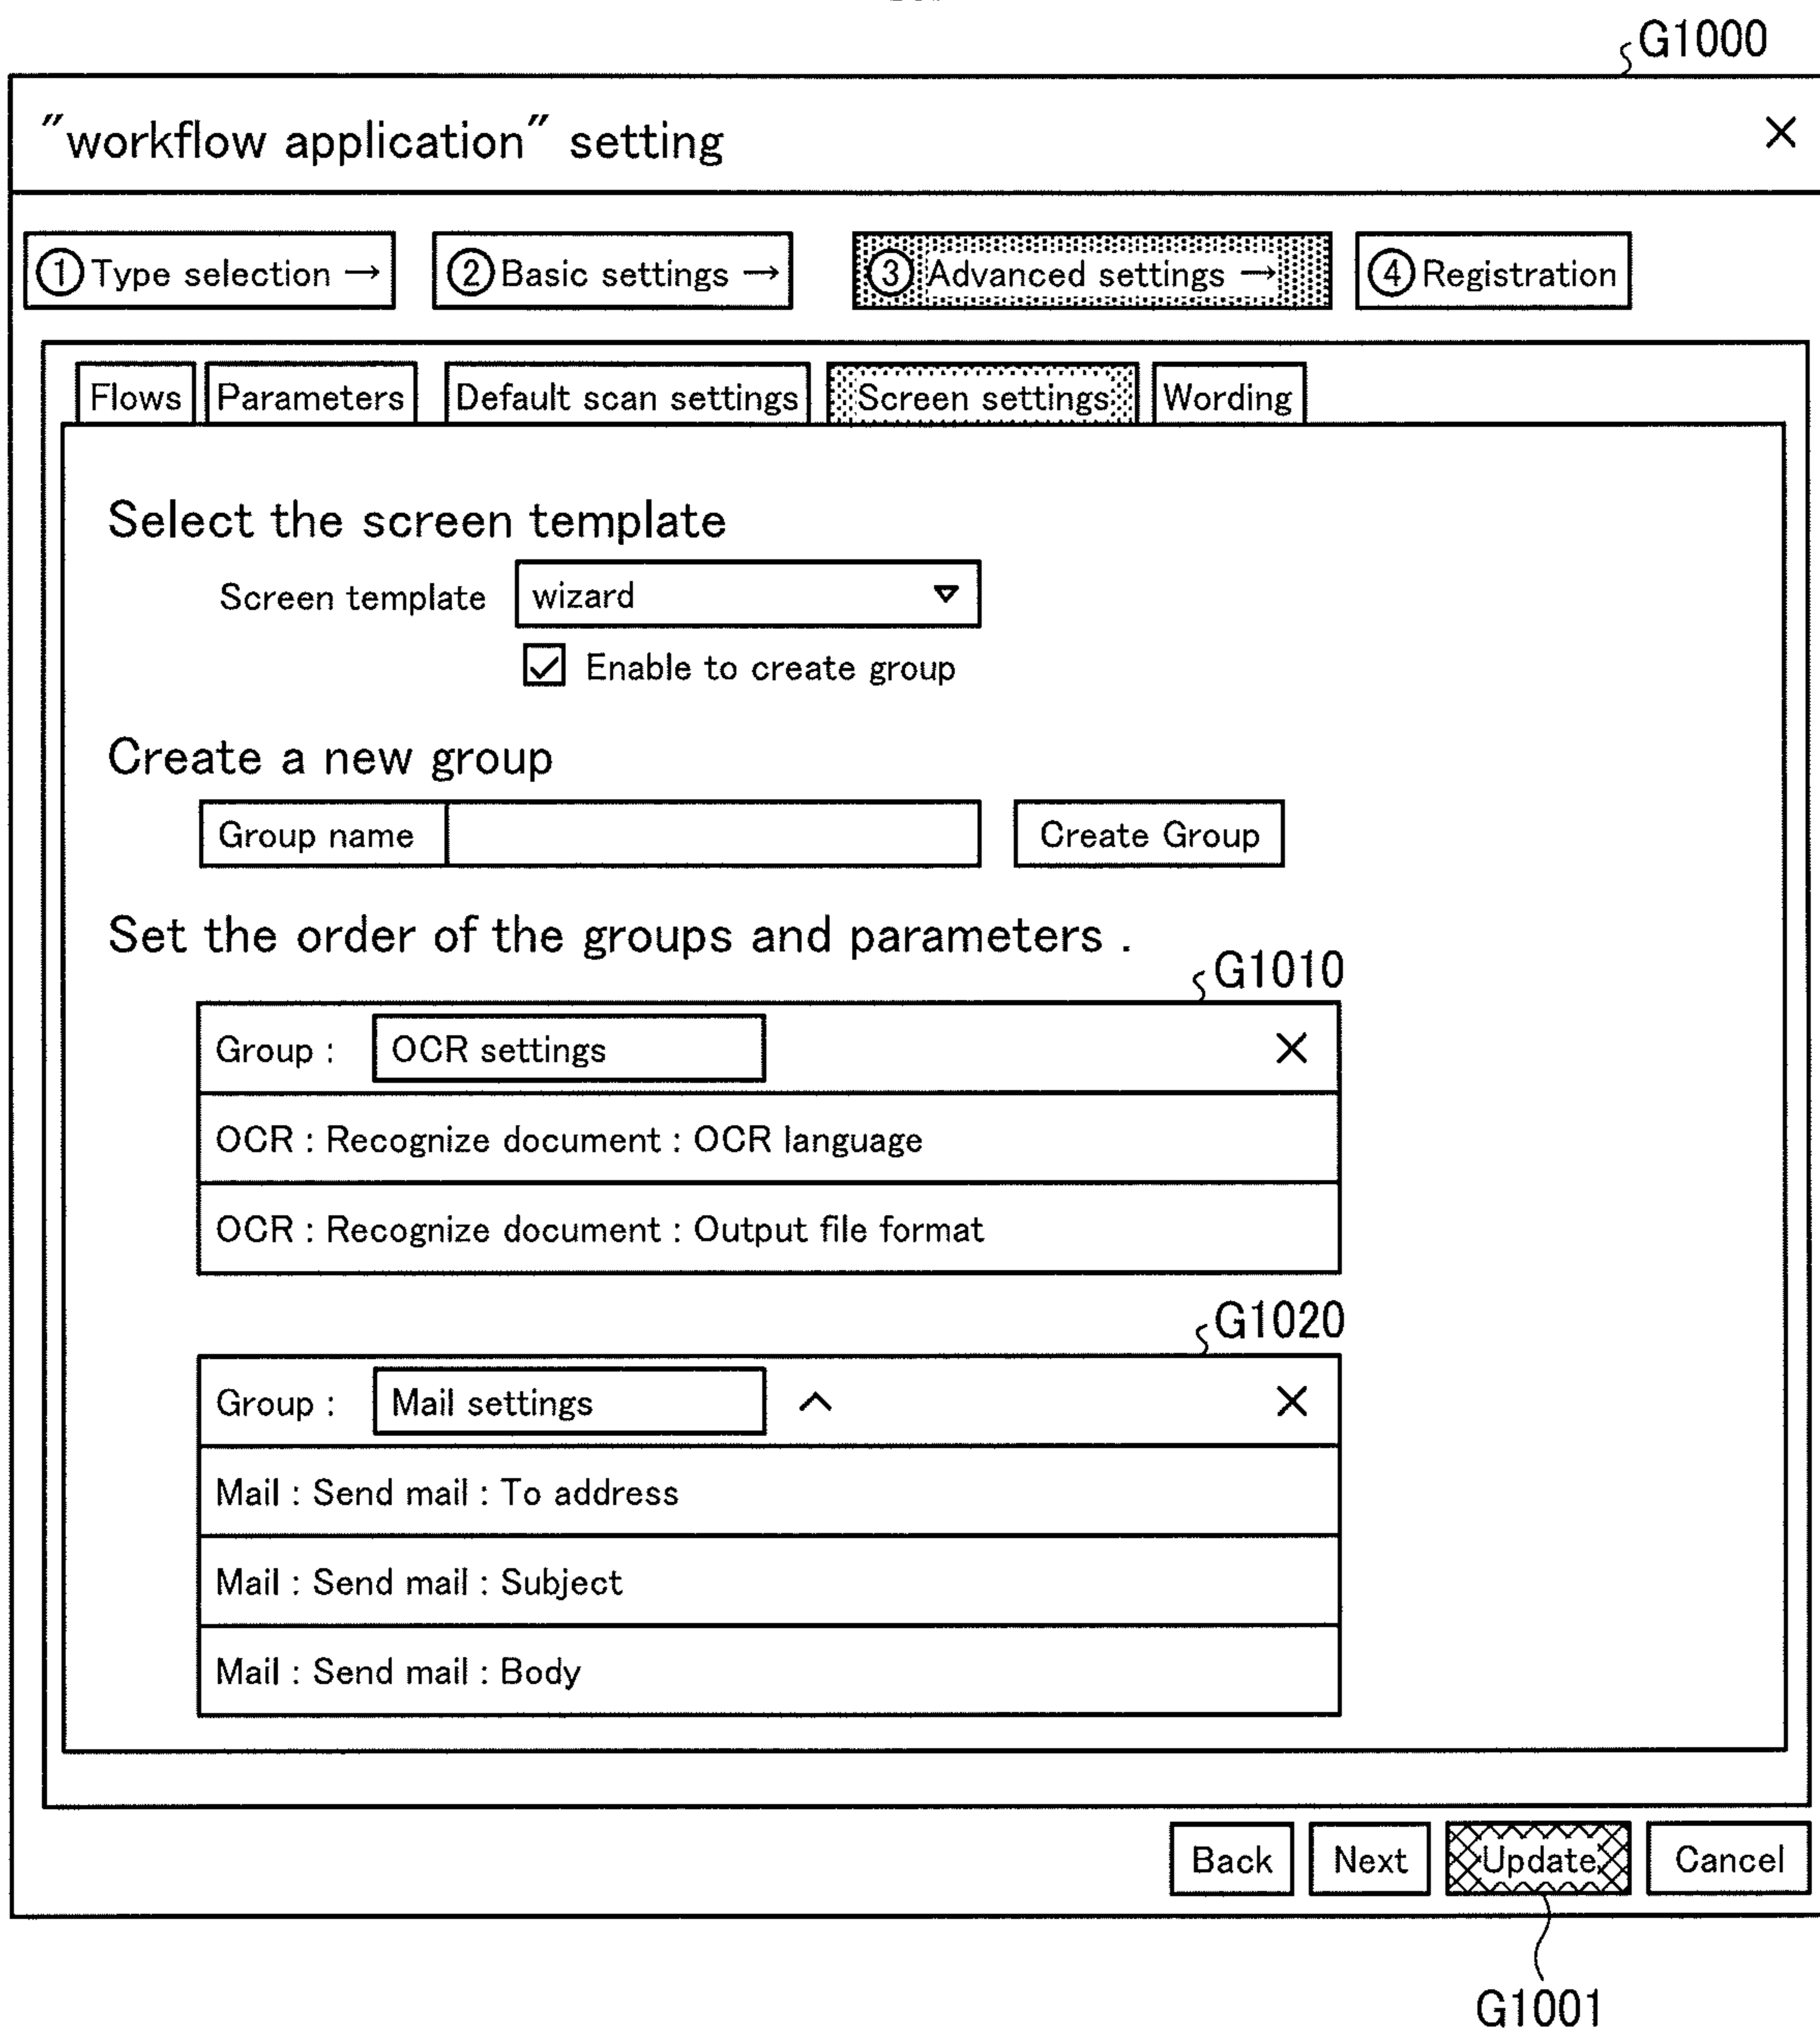 G1000
"workflow application" setting ×
① Type selection → ② Basic settings → ③ Advanced settings → ④ Registration
Flows Parameters Default scan settings Screen settings Wording
Select the screen template
Screen template wizard
Enable to create group
Create a new group
Group name Create Group
Set the order of the groups and parameters .
G1010
Group : OCR settings ×
OCR : Recognize document : OCR language
OCR : Recognize document : Output file format
G1020
Group : Mail settings ×
Mail : Send mail : To address
Mail : Send mail : Subject
Mail : Send mail : Body
Back Next Update Cancel
G1001